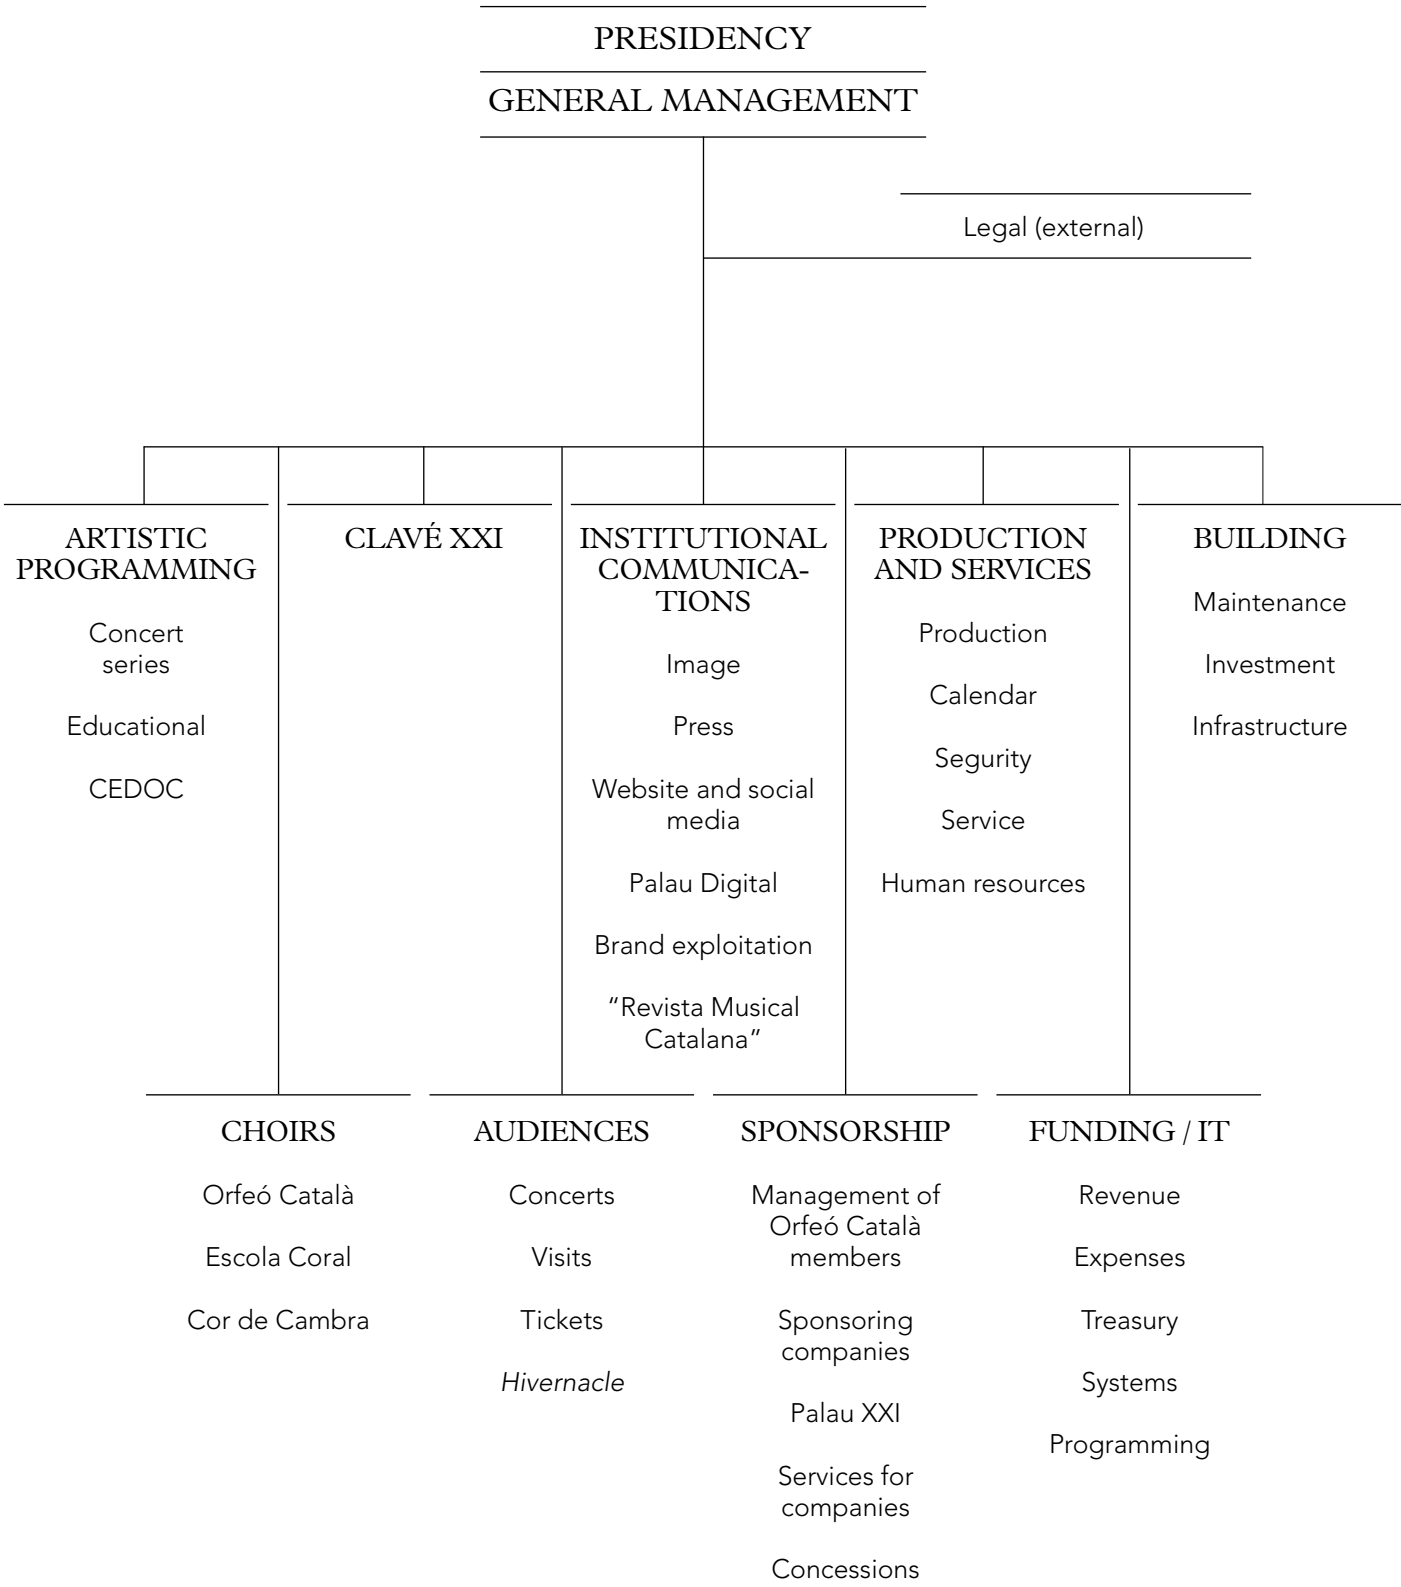 PRESIDENCY
GENERAL MANAGEMENT
Legal (external)
ARTISTIC
PROGRAMMING
Concert
series
Educational
CEDOC
CLAVÉ XXI
INSTITUTIONAL
COMMUNICA-
TIONS
Image
Press
Website and social
media
Palau Digital
Brand exploitation
“Revista Musical
Catalana”
PRODUCTION
AND SERVICES
Production
Calendar
Segurity
Service
Human resources
BUILDING
Maintenance
Investment
Infrastructure
CHOIRS
Orfeó Català
Escola Coral
Cor de Cambra
AUDIENCES
Concerts
Visits
Tickets
Hivernacle
SPONSORSHIP
Management of
Orfeó Català
members
Sponsoring
companies
Palau XXI
Services for
companies
Concessions
FUNDING / IT
Revenue
Expenses
Treasury
Systems
Programming